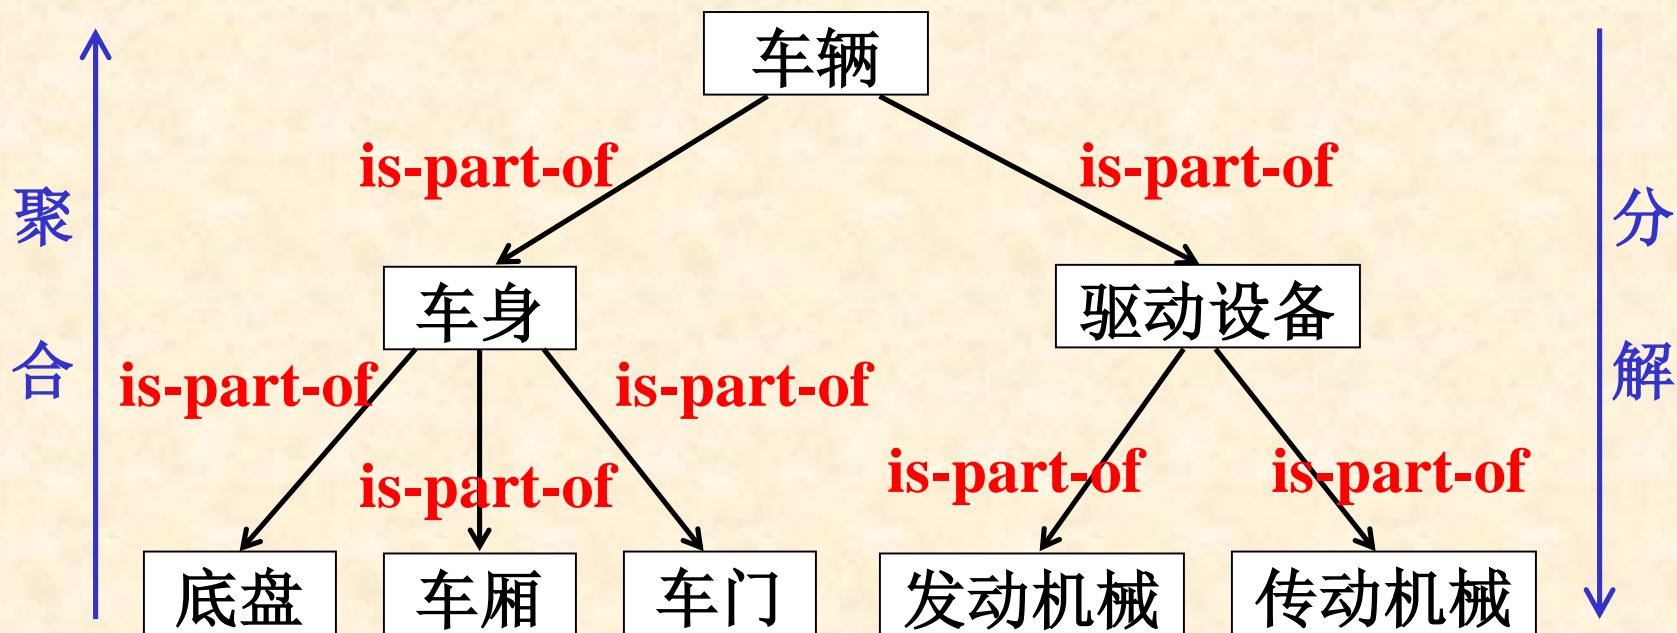 车辆
is-part-of
is-part-of
聚合
分解
车身
驱动设备
is-part-of
is-part-of
is-part-of
is-part-of
is-part-of
底盘
车厢
车门
发动机械
传动机械